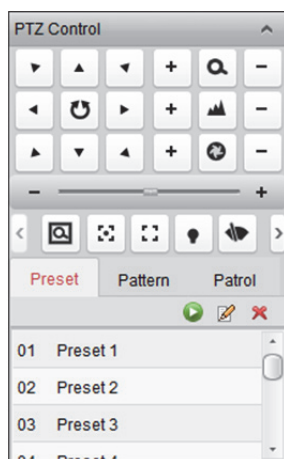 PTZ Control
Preset Pattern Patrol
01 Preset 1
02 Preset 2
03 Preset 3